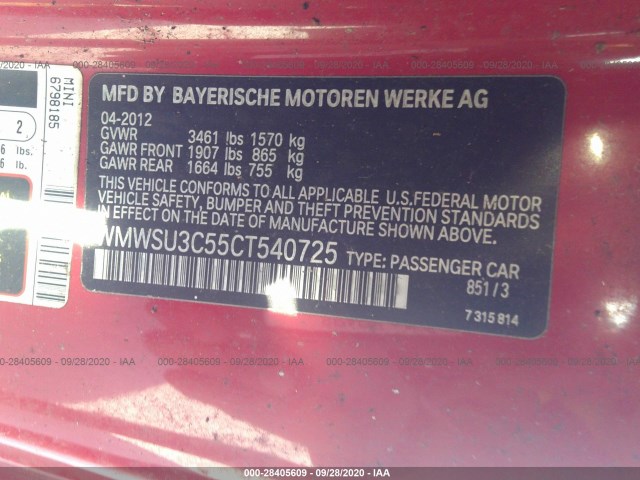 000-28405609 - 09/28/2020 - IAA
MINI
6798185
2
lbs.
lb.
MFD BY BAYERISCHE MOTOREN WERKE AG
04-2012
GVWR 3461 lbs 1570 kg
GAWR FRONT 1907 lbs 865 kg
GAWR REAR 1664 lbs 755 kg
THIS VEHICLE CONFORMS TO ALL APPLICABLE U.S.FEDERAL MOTOR
VEHICLE SAFETY, BUMPER, AND THEFT PREVENTION STANDARDS
IN EFFECT ON THE DATE OF MANUFACTURE SHOWN ABOVE.
WMWSU3C55CT540725 TYPE: PASSENGER CAR
851/3
7 315 814
000-28405609 - 09/28/2020 - IAA
000-28405609 - 09/28/2020 - IAA